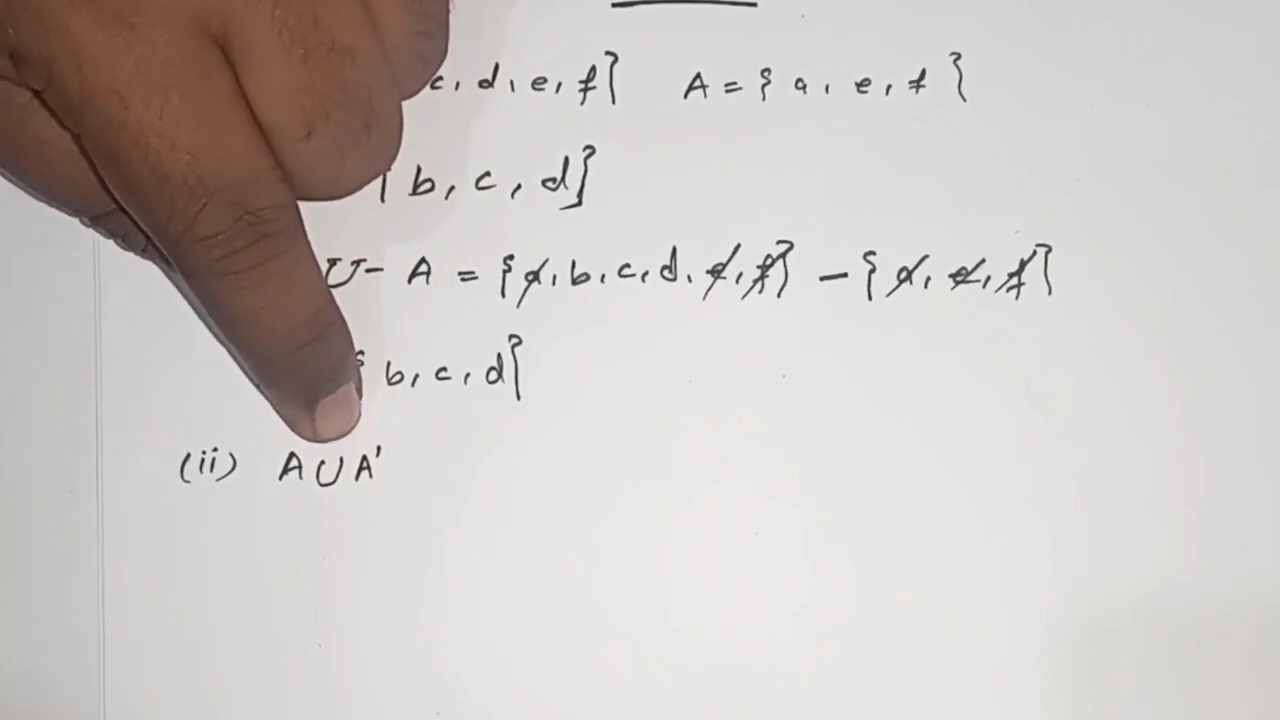 c, d, e, f} A = { a, e, f }
{ b, c, d}
U - A = {a, b, c, d, e, f} - {a, e, f}
{ b, c, d}
(ii) A ∪ A'